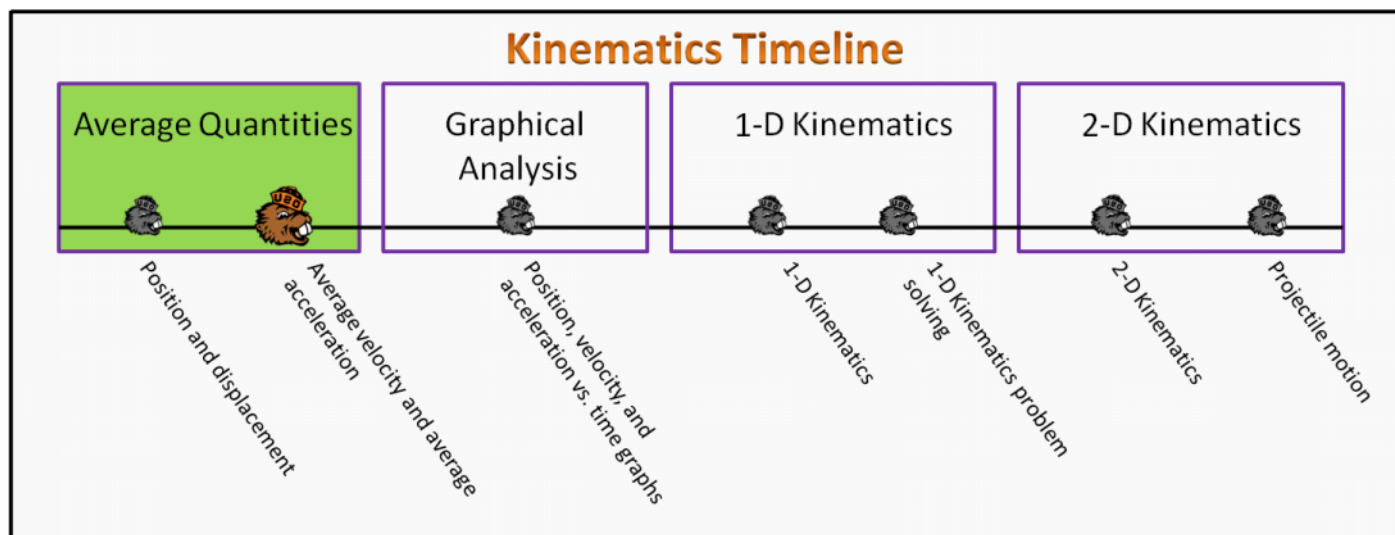 Kinematics Timeline
Average Quantities
Graphical
Analysis
1-D Kinematics
2-D Kinematics
OSU
Position and displacement
Average velocity and average
acceleration
Position, velocity, and
acceleration vs. time graphs
1-D Kinematics
1-D Kinematics problem
solving
2-D Kinematics
Projectile motion